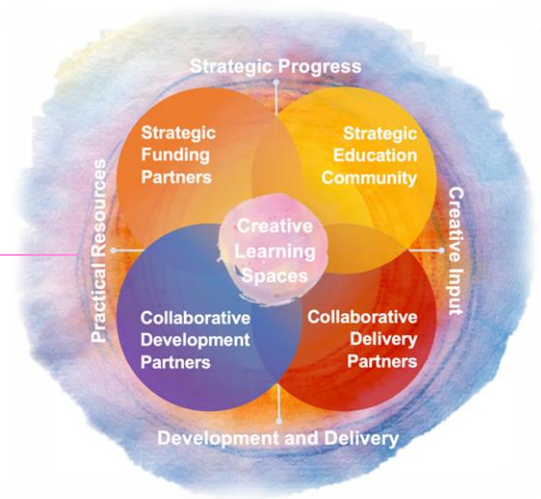 Strategic Progress
Strategic
Funding
Partners
Strategic
Education
Community
Practical Resources
Creative
Learning
Spaces
Creative Input
Collaborative
Development
Partners
Collaborative
Delivery
Partners
Development and Delivery